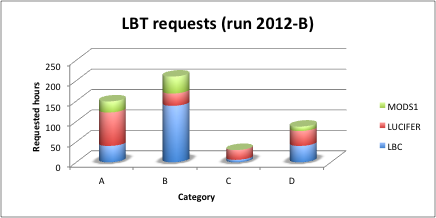 LBT requests (run 2012-B)
Requested hours
250
200
150
100
50
0
A B C D
Category
MODS1
LUCIFER
LBC